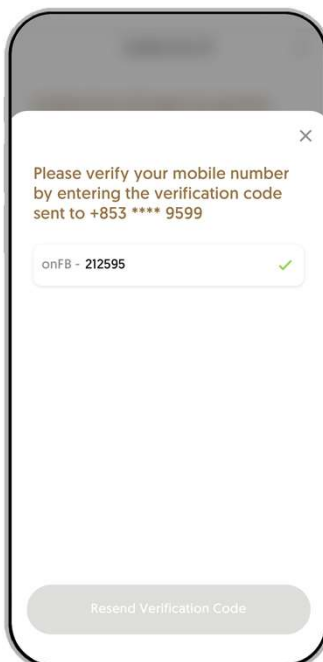 Please verify your mobile number
by entering the verification code
sent to +853 **** 9599
onFB - 212595
Resend Verification Code